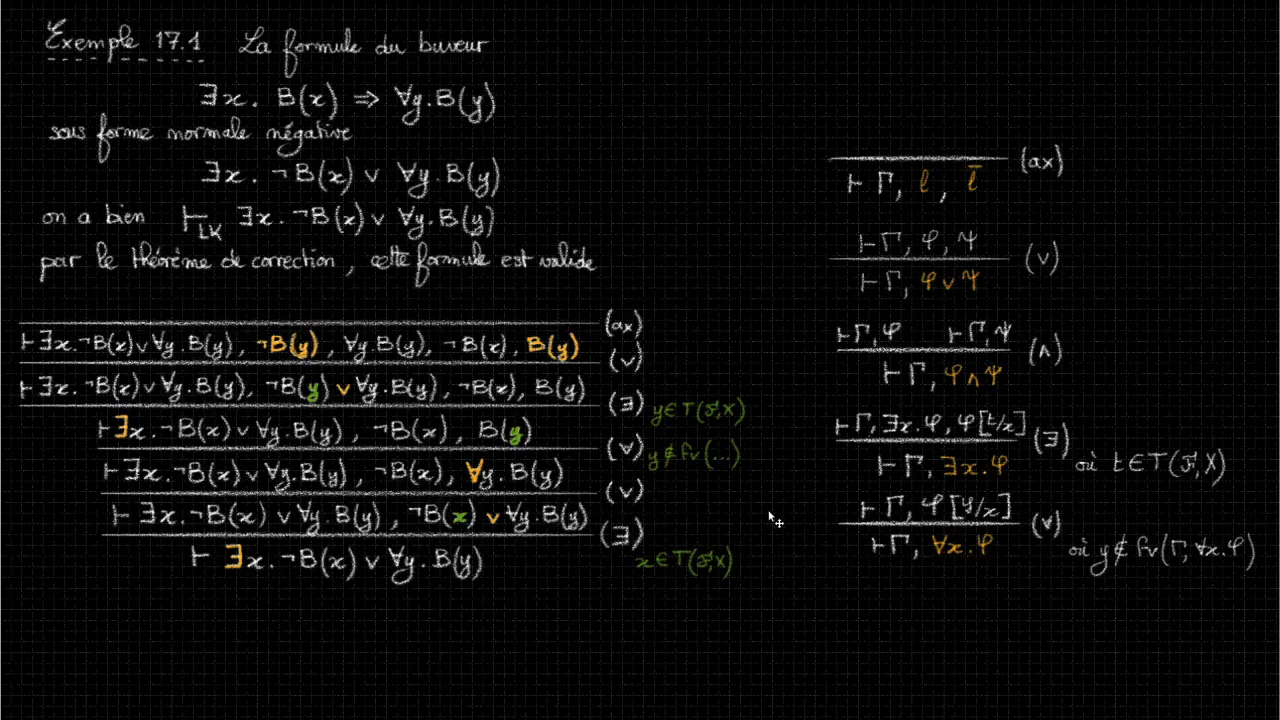 Exemple 17.1 La formule du buveur
∃x. B(x) ⇒ ∀y.B(y)
sous forme normale négative
∃x. ¬B(x) ∨ ∀y.B(y)
on a bien ⊢LK ∃x. ¬B(x) ∨ ∀y.B(y)
par le théorème de correction, cette formule est valide
(ax)
⊢ ∃x.¬B(x) ∨ ∀y.B(y), ¬B(y), ∀y.B(y), ¬B(x), B(y)
(∨)
⊢ ∃x.¬B(x) ∨ ∀y.B(y), ¬B(y) ∨ ∀y.B(y), ¬B(x), B(y)
(∃) y∈T(F,X)
⊢ ∃x.¬B(x) ∨ ∀y.B(y), ¬B(x), B(y)
(∀) y∉fv(...)
⊢ ∃x.¬B(x) ∨ ∀y.B(y), ¬B(x), ∀y.B(y)
(∨)
⊢ ∃x.¬B(x) ∨ ∀y.B(y), ¬B(x) ∨ ∀y.B(y)
(∃) x∈T(F,X)
⊢ ∃x.¬B(x) ∨ ∀y.B(y)
(ax)
⊢ Γ, ℓ, ℓ̅
⊢ Γ, φ, ψ
(∨)
⊢ Γ, φ ∨ ψ
⊢ Γ, φ ⊢ Γ, ψ
(∧)
⊢ Γ, φ ∧ ψ
⊢ Γ, ∃x.φ, φ[t/x]
(∃) où t∈T(F,X)
⊢ Γ, ∃x.φ
⊢ Γ, φ[y/x]
(∀) où y∉fv(Γ, ∀x.φ)
⊢ Γ, ∀x.φ